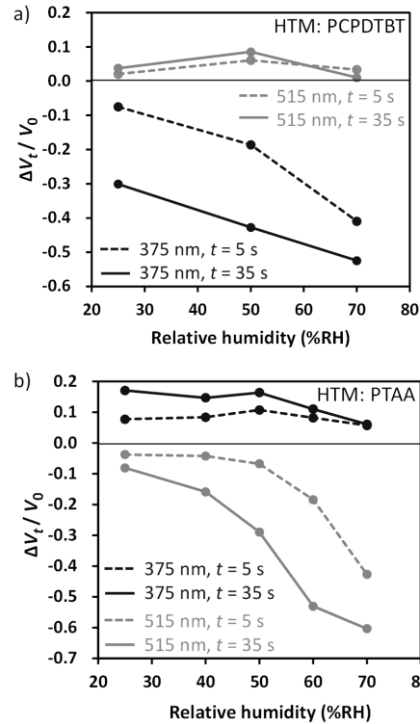 a)
HTM: PCPDTBT
0.2
0.1
0.0
-0.1
-0.2
-0.3
-0.4
-0.5
-0.6
ΔVt / V0
515 nm, t = 5 s
515 nm, t = 35 s
375 nm, t = 5 s
375 nm, t = 35 s
20 30 40 50 60 70 80
Relative humidity (%RH)
b)
HTM: PTAA
0.2
0.1
0.0
-0.1
-0.2
-0.3
-0.4
-0.5
-0.6
-0.7
ΔVt / V0
375 nm, t = 5 s
375 nm, t = 35 s
515 nm, t = 5 s
515 nm, t = 35 s
20 30 40 50 60 70 80
Relative humidity (%RH)